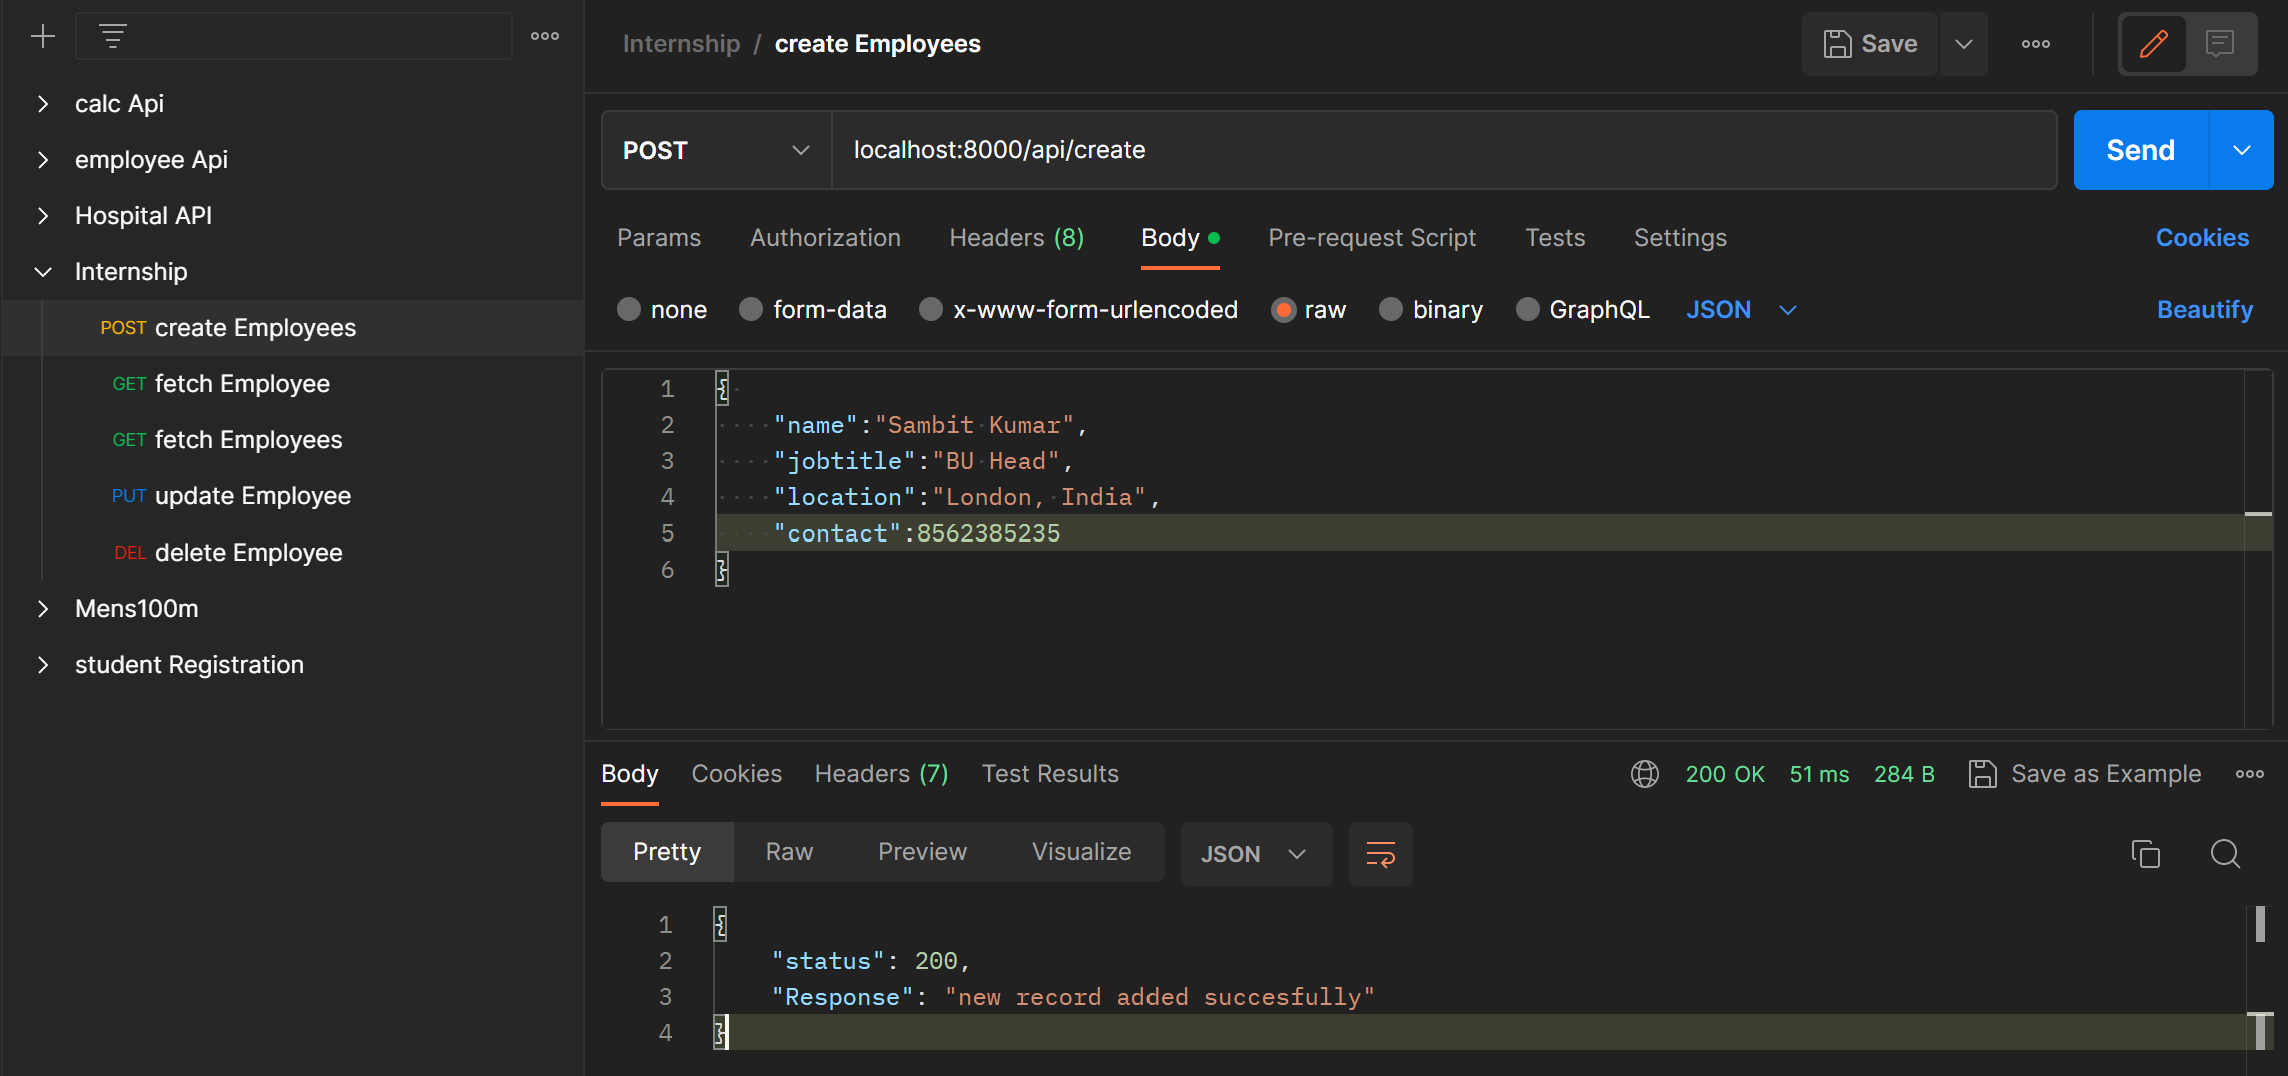 calc Api
employee Api
Hospital API
Internship
POST create Employees
GET fetch Employee
GET fetch Employees
PUT update Employee
DEL delete Employee
Mens100m
student Registration
Internship / create Employees
Save
POST localhost:8000/api/create Send
Params Authorization Headers (8) Body Pre-request Script Tests Settings Cookies
none form-data x-www-form-urlencoded raw binary GraphQL JSON Beautify
1 {
2 "name":"Sambit Kumar",
3 "jobtitle":"BU Head",
4 "location":"London, India",
5 "contact":8562385235
6 }
Body Cookies Headers (7) Test Results 200 OK 51 ms 284 B Save as Example
Pretty Raw Preview Visualize JSON
1 {
2 "status": 200,
3 "Response": "new record added succesfully"
4 }